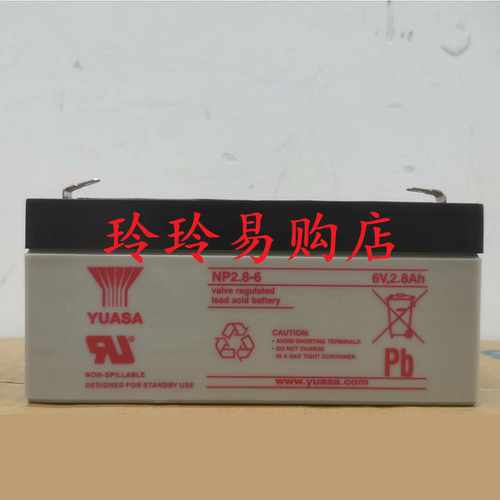 玲玲易购店
YUASA
NP2.8-6
valve regulated
lead acid battery
6V,2.8Ah
NON-SPILLABLE
DESIGNED FOR STANDBY USE
CAUTION:
• AVOID SHORTING TERMINALS.
• DO NOT CHARGE
IN A GAS TIGHT CONTAINER.
Pb
www.yuasa.com